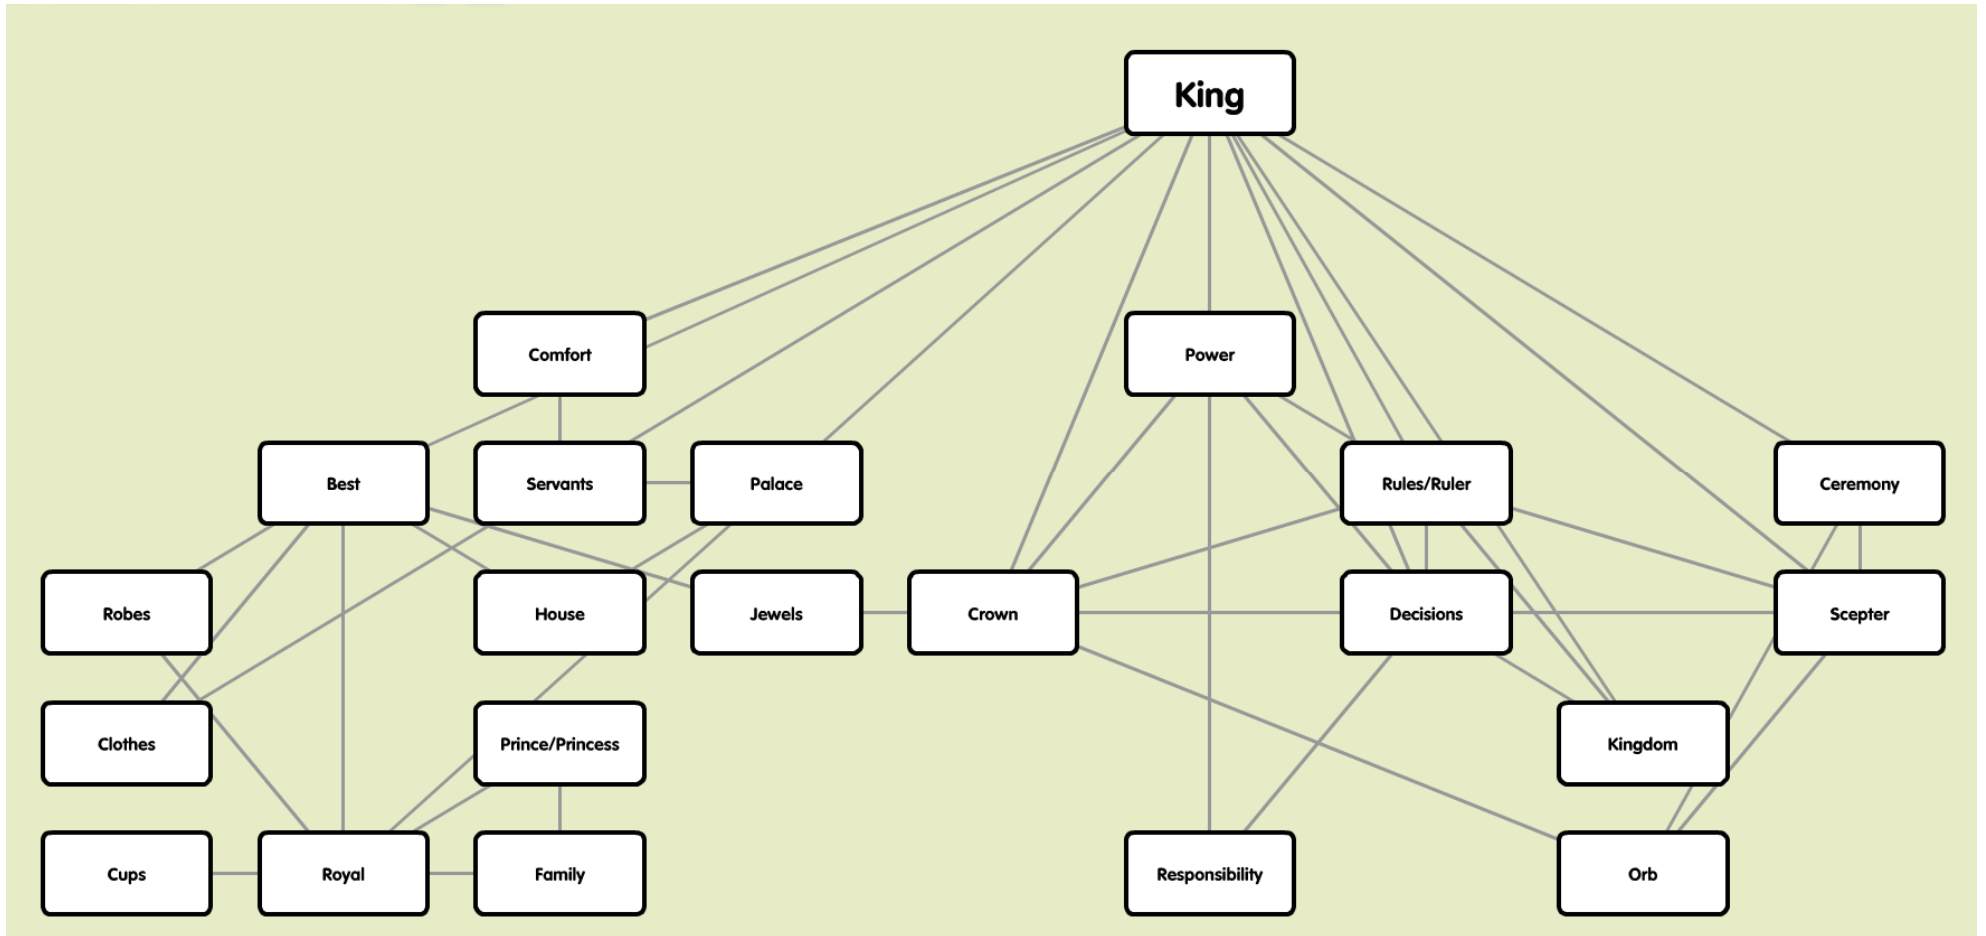 King
Comfort
Power
Best
Servants
Palace
Rules/Ruler
Ceremony
Robes
House
Jewels
Crown
Decisions
Scepter
Clothes
Prince/Princess
Kingdom
Cups
Royal
Family
Responsibility
Orb